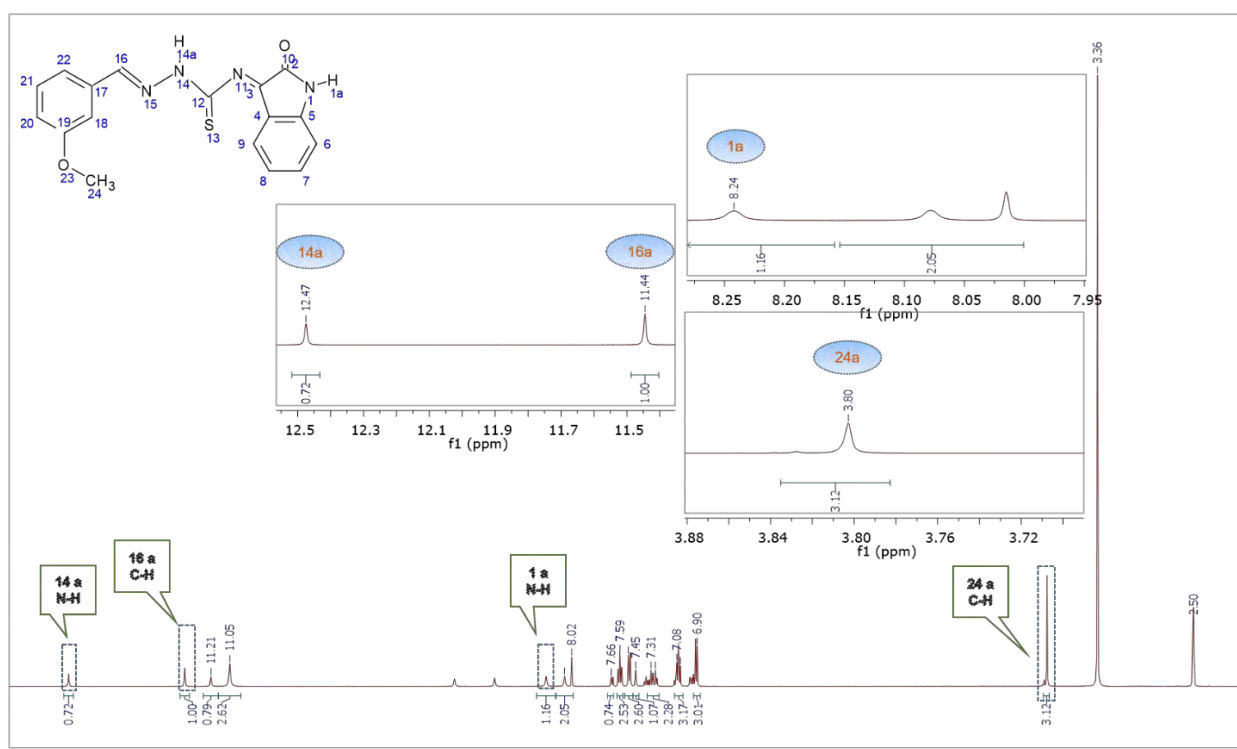 H
14a
O
10
2
16
NH
14
N
11
N
H
1a
22
21
17
N
15
12
3
1
20
19
18
S
13
4
5
9
6
O
23
CH3
24
8
7
3.36
1a
8.24
1.16
2.05
8.25 8.20 8.15 8.10 8.05 8.00 7.95
f1 (ppm)
14a
16a
12.47
11.44
0.72
1.00
12.5 12.3 12.1 11.9 11.7 11.5
f1 (ppm)
24a
3.80
3.12
3.88 3.84 3.80 3.76 3.72
f1 (ppm)
14 a
N-H
16 a
C-H
1 a
N-H
24 a
C-H
11.21
11.05
8.02
7.66
7.59
7.45
7.31
7.08
6.90
2.50
0.72
1.00
0.79
2.62
1.16
2.05
0.74
2.53
2.60
1.07
2.28
3.17
3.01
3.12